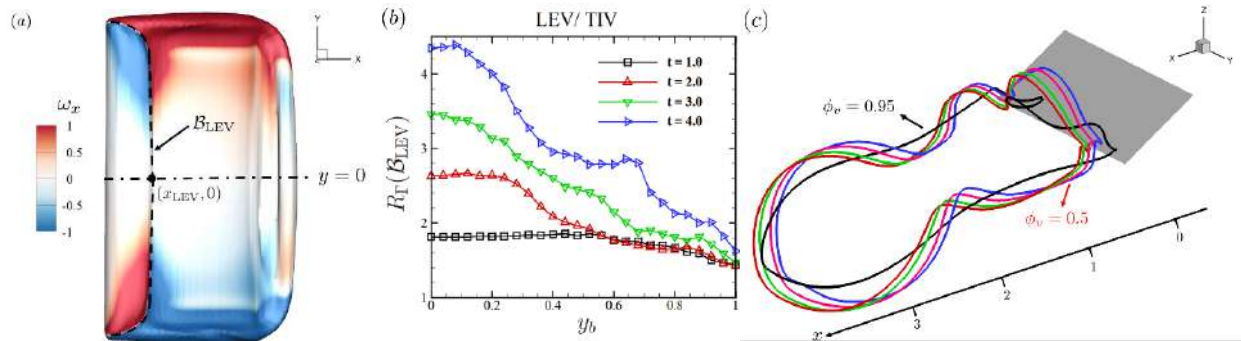 (a)
Y
X
ω_x
1
0.5
0
-0.5
-1
B_LEV
(x_LEV, 0)
y = 0
(b)
LEV/ TIV
R_Γ(B_LEV)
4
3
2
1
t = 1.0
t = 2.0
t = 3.0
t = 4.0
0 0.2 0.4 0.6 0.8 1
y_b
(c)
Z
X
Y
ϕ_v = 0.95
ϕ_v = 0.5
0
1
2
3
x